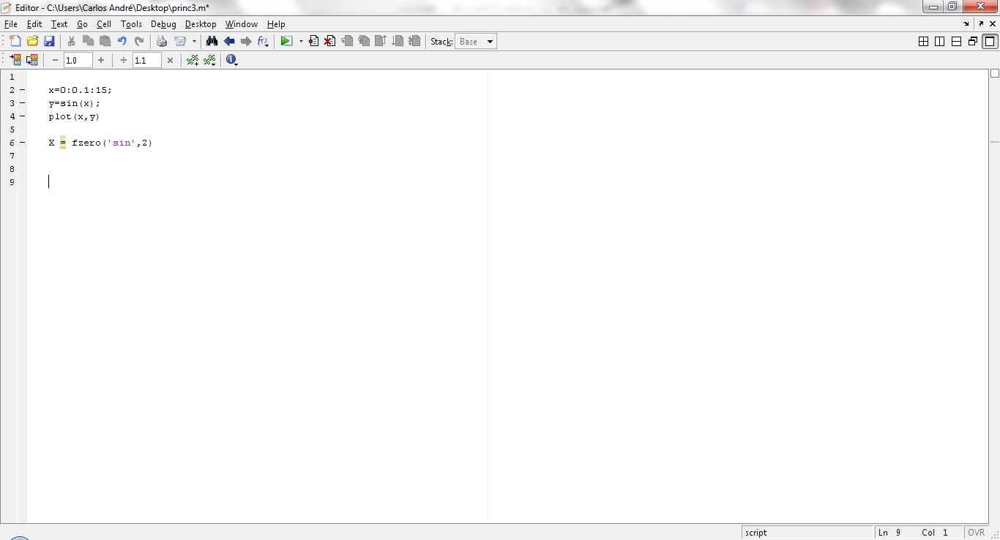 Editor - C:\Users\Carlos André\Desktop\princ3.m*
File Edit Text Go Cell Tools Debug Desktop Window Help
Stack: Base
1.0 1.1
1
2 x=0:0.1:15;
3 y=sin(x);
4 plot(x,y)
5
6 X = fzero('sin',2)
7
8
9
script Ln 9 Col 1 OVR